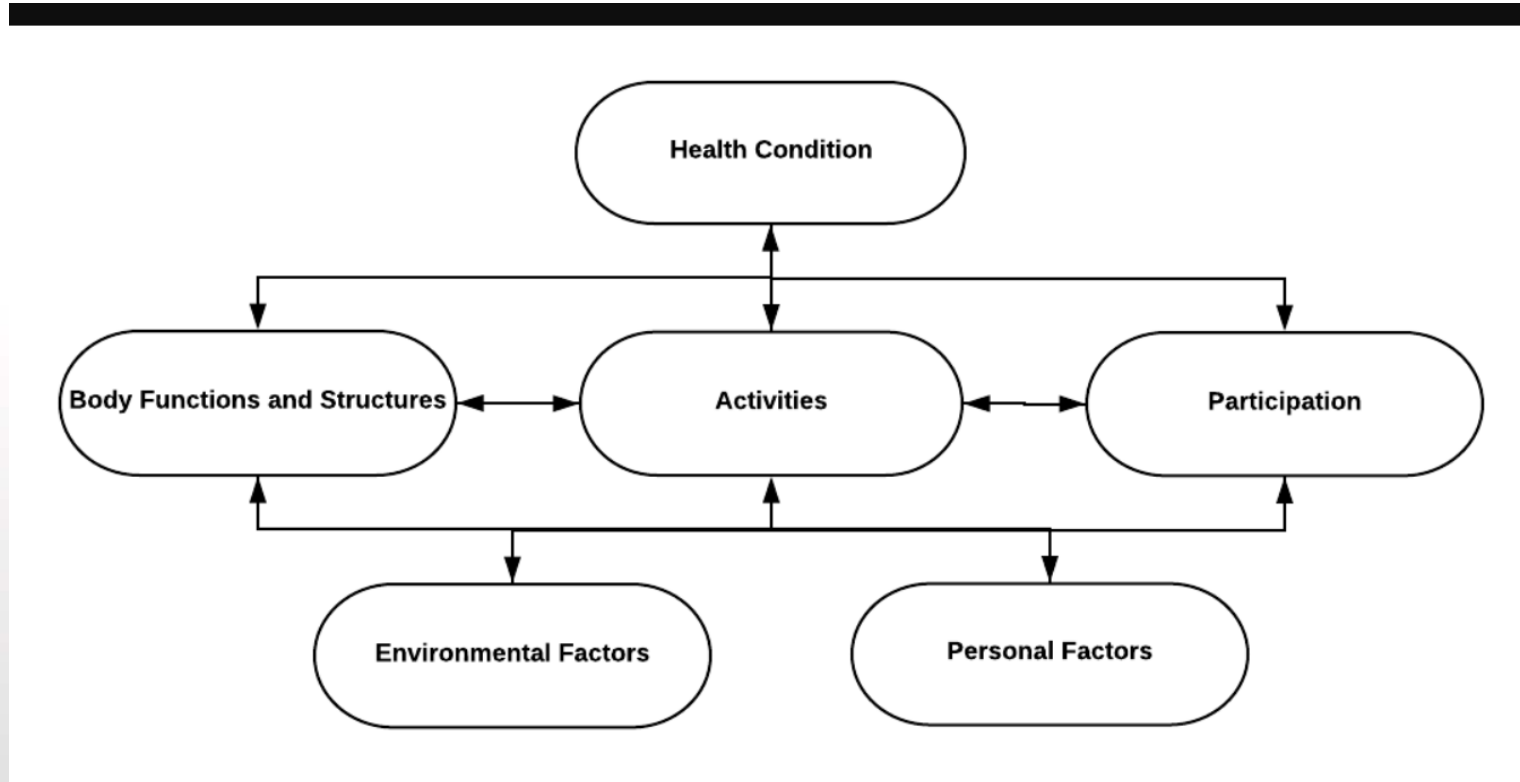 Health Condition
Body Functions and Structures
Activities
Participation
Environmental Factors
Personal Factors